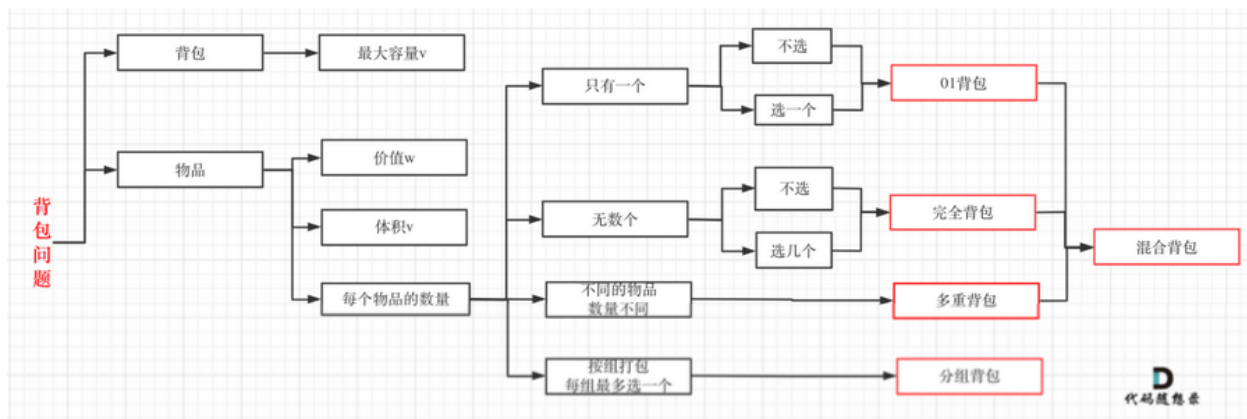 背包问题
背包
最大容量v
物品
价值w
体积v
每个物品的数量
只有一个
不选
选一个
01背包
无数个
不选
选几个
完全背包
不同的物品
数量不同
多重背包
混合背包
按组打包
每组最多选一个
分组背包
代码随想录